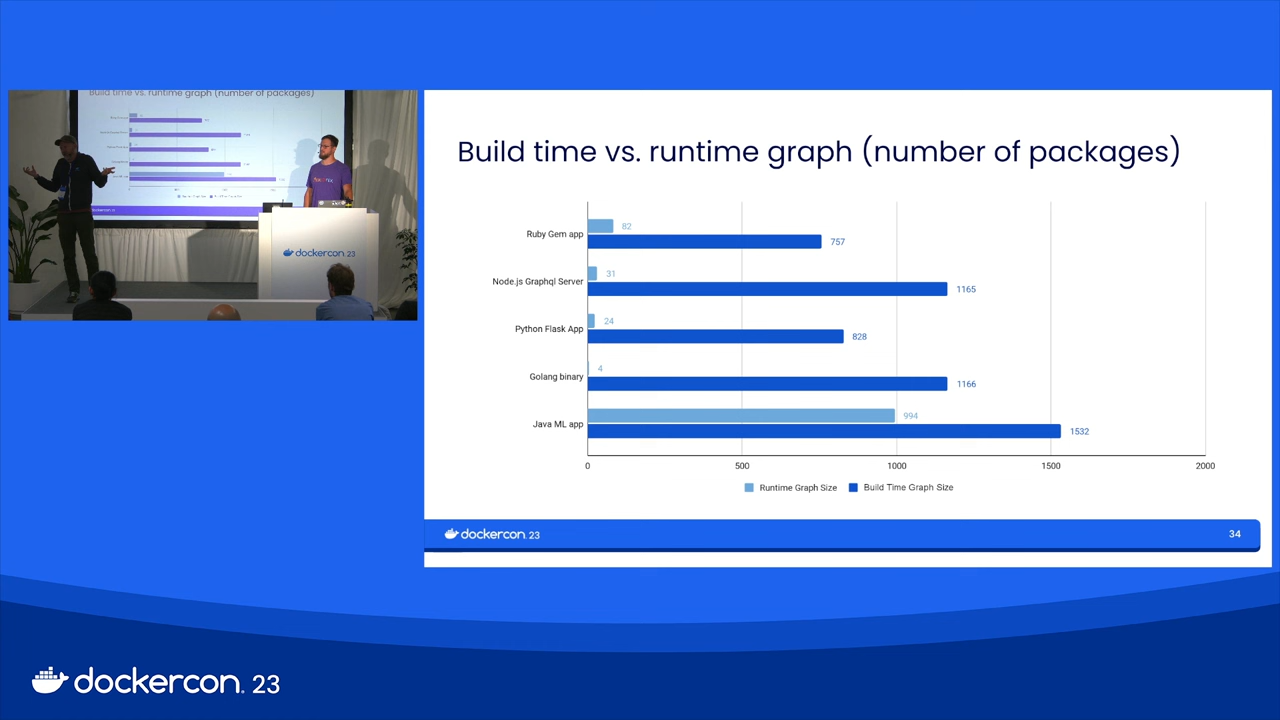 Build time vs. runtime graph (number of packages)
dockercon 23
Build time vs. runtime graph (number of packages)
Ruby Gem app
82
757
Node.js Graphql Server
31
1165
Python Flask App
24
828
Golang binary
4
1166
Java ML app
994
1532
0 500 1000 1500 2000
Runtime Graph Size Build Time Graph Size
dockercon. 23
34
dockercon. 23